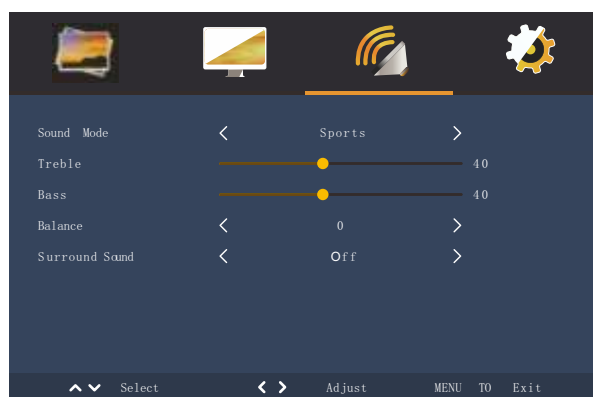 Sound Mode Sports
Treble 40
Bass 40
Balance 0
Surround Sound Off
Select Adjust MENU TO Exit